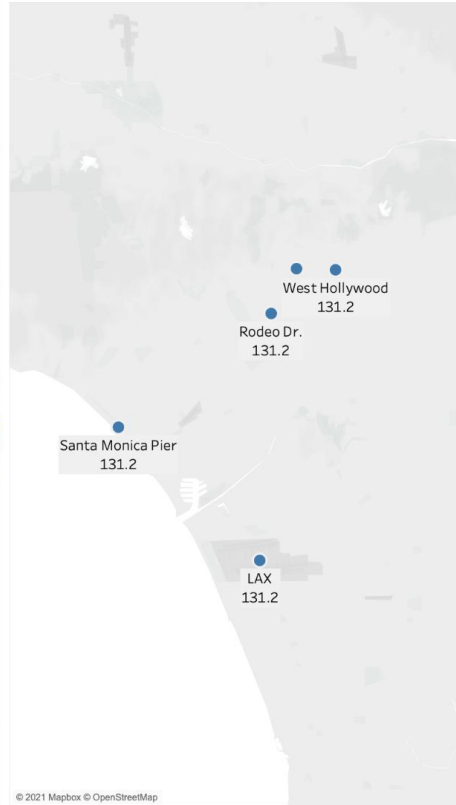 West Hollywood
131.2
Rodeo Dr.
131.2
Santa Monica Pier
131.2
LAX
131.2
© 2021 Mapbox © OpenStreetMap